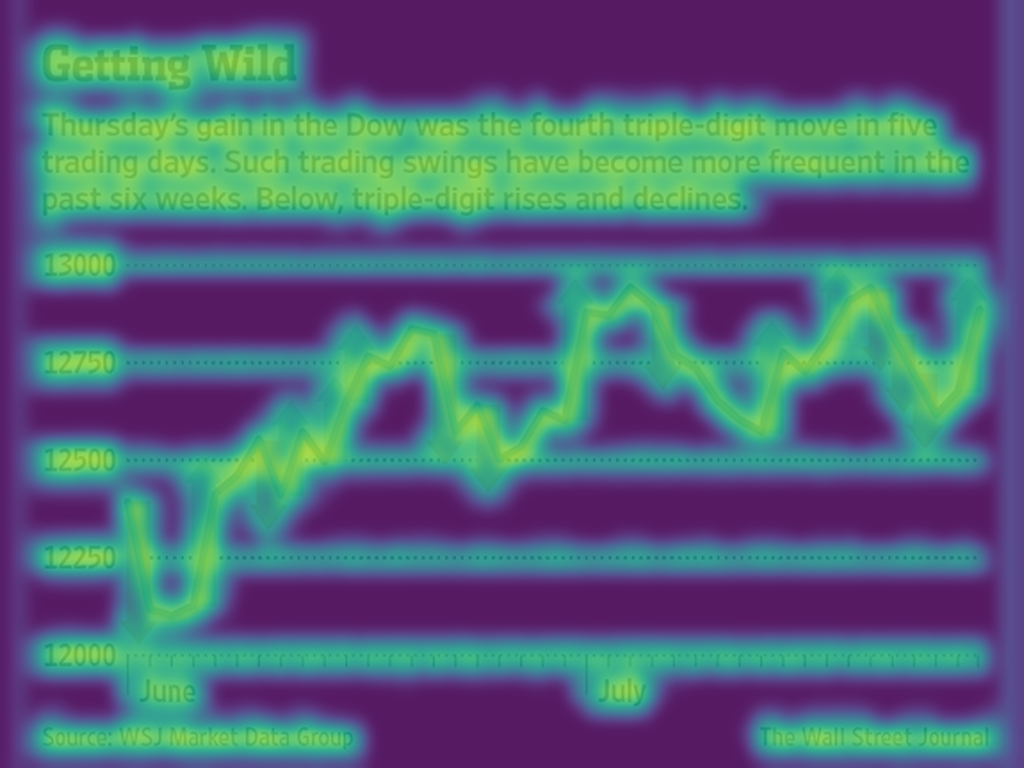 Getting Wild
Thursday's gain in the Dow was the fourth triple-digit move in five
trading days. Such trading swings have become more frequent in the
past six weeks. Below, triple-digit rises and declines.
13000
12750
12500
12250
12000
June July
Source: WSJ Market Data Group The Wall Street Journal